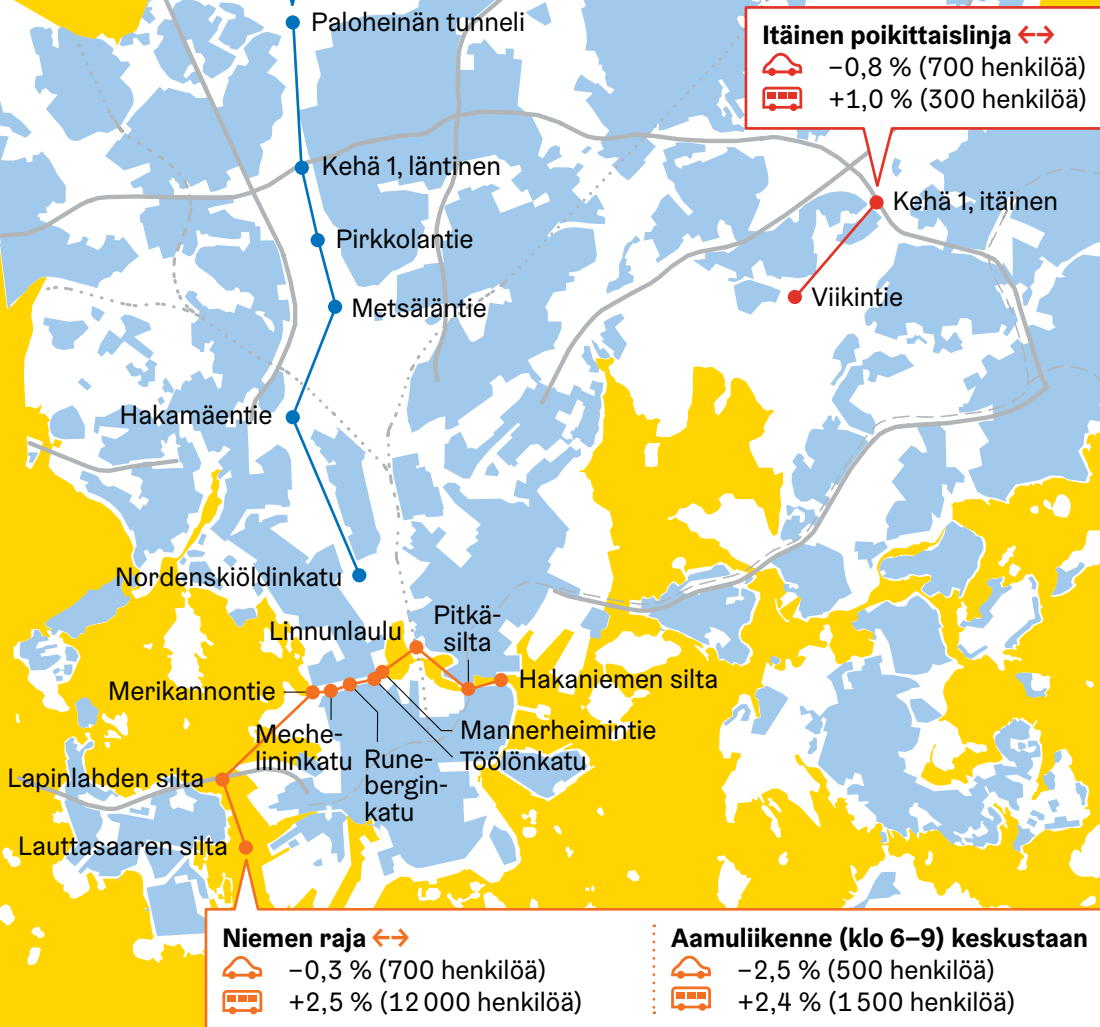 Paloheinän tunneli
Itäinen poikittaislinja
−0,8 % (700 henkilöä)
+1,0 % (300 henkilöä)
Kehä 1, läntinen
Kehä 1, itäinen
Pirkkolantie
Viikintie
Metsäläntie
Hakamäentie
Nordenskiöldinkatu
Pitkä-
silta
Linnunlaulu
Hakaniemen silta
Merikannontie
Mannerheimintie
Meche-
lininkatu
Töölönkatu
Rune-
bergin-
katu
Lapinlahden silta
Lauttasaaren silta
Niemen raja
−0,3 % (700 henkilöä)
+2,5 % (12 000 henkilöä)
Aamuliikenne (klo 6–9) keskustaan
−2,5 % (500 henkilöä)
+2,4 % (1 500 henkilöä)